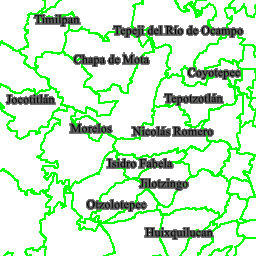 Timilpan
Tepeji del Río de Ocampo
Chapa de Mota
Coyotepec
Jocotitlán
Tepotzotlán
Morelos
Nicolás Romero
Isidro Fabela
Jilotzingo
Otzolotepec
Huixquilucan